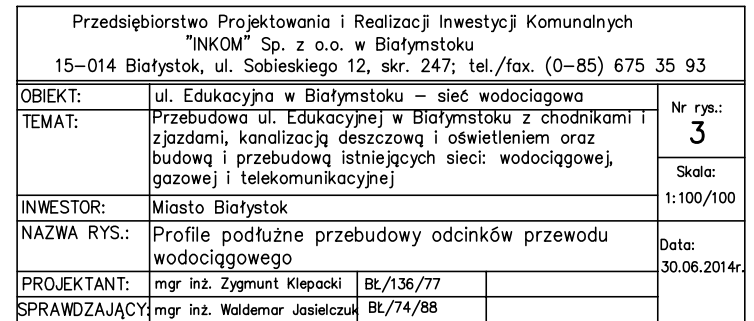 Przedsiębiorstwo Projektowania i Realizacji Inwestycji Komunalnych
"INKOM" Sp. z o.o. w Białymstoku
15-014 Białystok, ul. Sobieskiego 12, skr. 247; tel./fax. (0-85) 675 35 93
OBIEKT: ul. Edukacyjna w Białymstoku - sieć wodociagowa
TEMAT: Przebudowa ul. Edukacyjnej w Białymstoku z chodnikami i
zjazdami, kanalizacją deszczową i oświetleniem oraz
budową i przebudową istniejących sieci: wodociągowej,
gazowej i telekomunikacyjnej
Nr rys.:
3
Skala:
1:100/100
INWESTOR: Miasto Białystok
NAZWA RYS.: Profile podłużne przebudowy odcinków przewodu
wodociągowego
Data:
30.06.2014r.
PROJEKTANT: mgr inż. Zygmunt Klepacki BŁ/136/77
SPRAWDZAJĄCY: mgr inż. Waldemar Jasielczuk BŁ/74/88